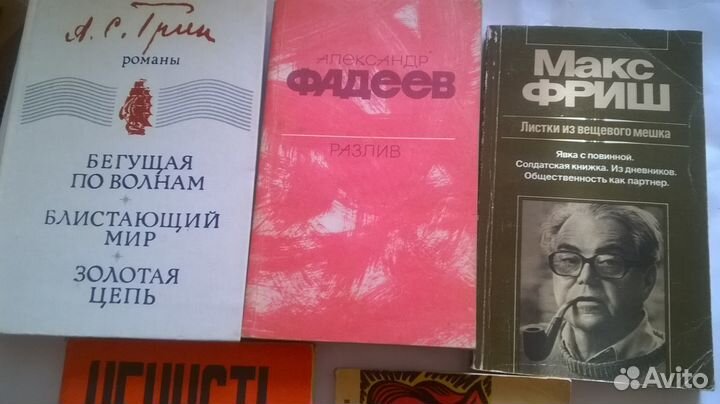 А. С. Грин
романы
БЕГУЩАЯ
ПО ВОЛНАМ
БЛИСТАЮЩИЙ
МИР
ЗОЛОТАЯ
ЦЕПЬ
АЛЕКСАНДР
ФАДЕЕВ
РАЗЛИВ
Макс
ФРИШ
Листки из вещевого мешка
Явка с повинной.
Солдатская книжка. Из дневников.
Общественность как партнер.
Avito